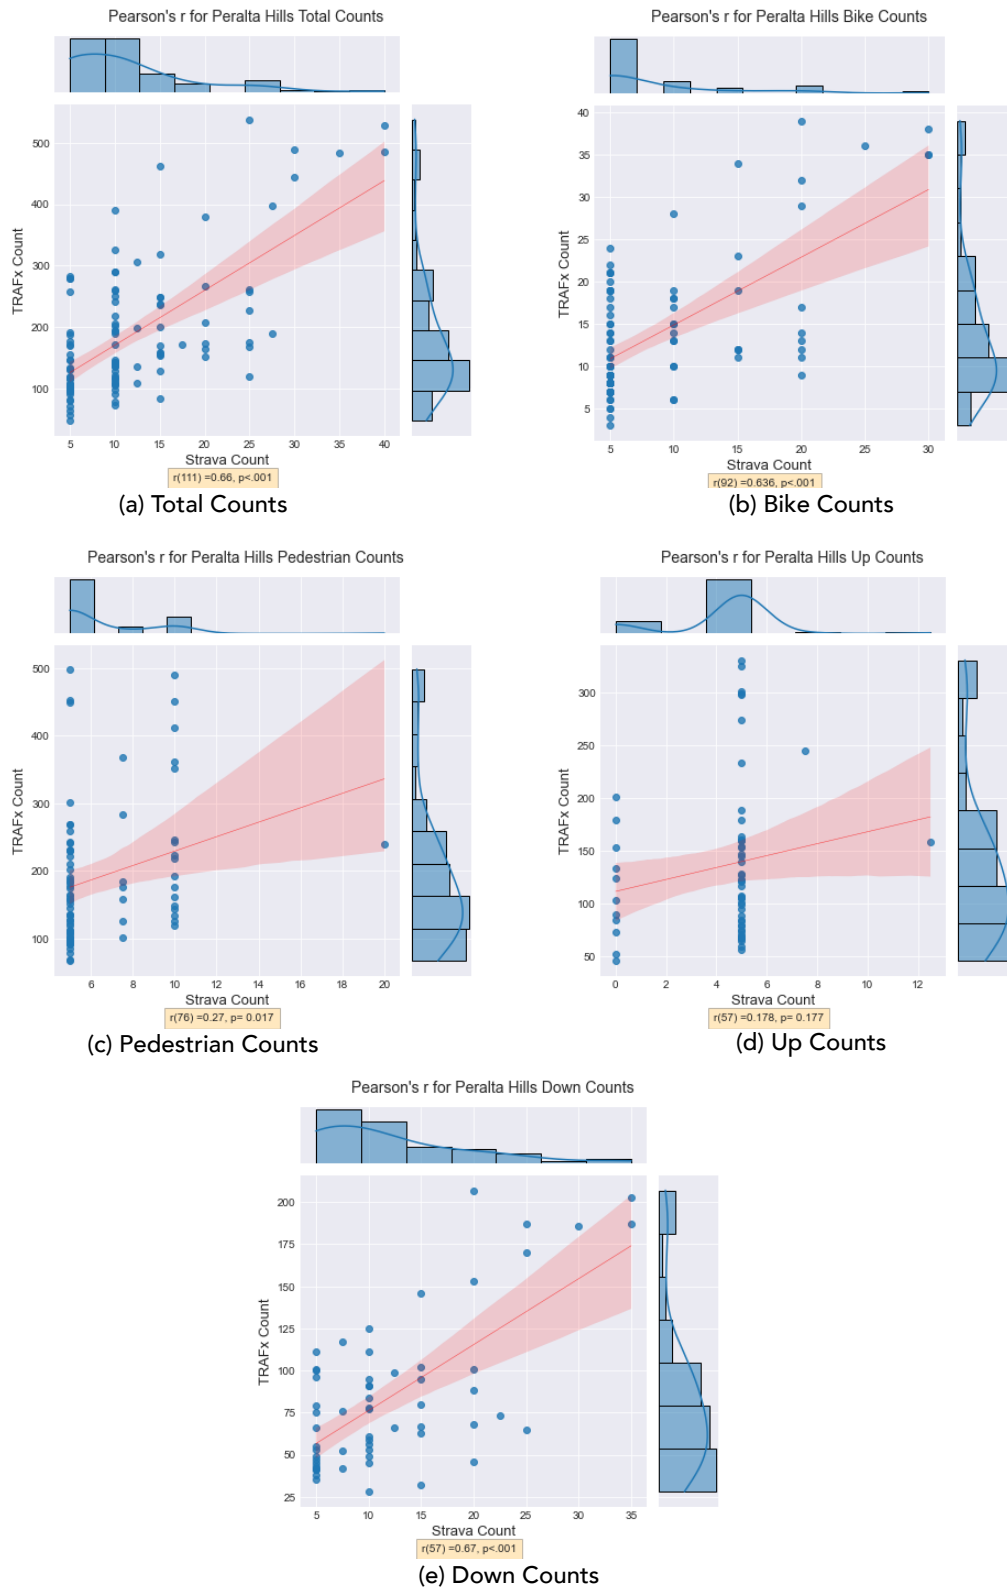 Pearson's r for Peralta Hills Total Counts
500
400
300
200
100
TRAFx Count
5 10 15 20 25 30 35 40
Strava Count
r(111) =0.66, p<.001
(a) Total Counts
Pearson's r for Peralta Hills Bike Counts
40
35
30
25
20
15
10
5
TRAFx Count
5 10 15 20 25 30
Strava Count
r(92) =0.636, p<.001
(b) Bike Counts
Pearson's r for Peralta Hills Pedestrian Counts
500
400
300
200
100
TRAFx Count
6 8 10 12 14 16 18 20
Strava Count
r(76) =0.27, p= 0.017
(c) Pedestrian Counts
Pearson's r for Peralta Hills Up Counts
300
250
200
150
100
50
TRAFx Count
0 2 4 6 8 10 12
Strava Count
r(57) =0.178, p= 0.177
(d) Up Counts
Pearson's r for Peralta Hills Down Counts
200
175
150
125
100
75
50
25
TRAFx Count
5 10 15 20 25 30 35
Strava Count
r(57) =0.67, p<.001
(e) Down Counts